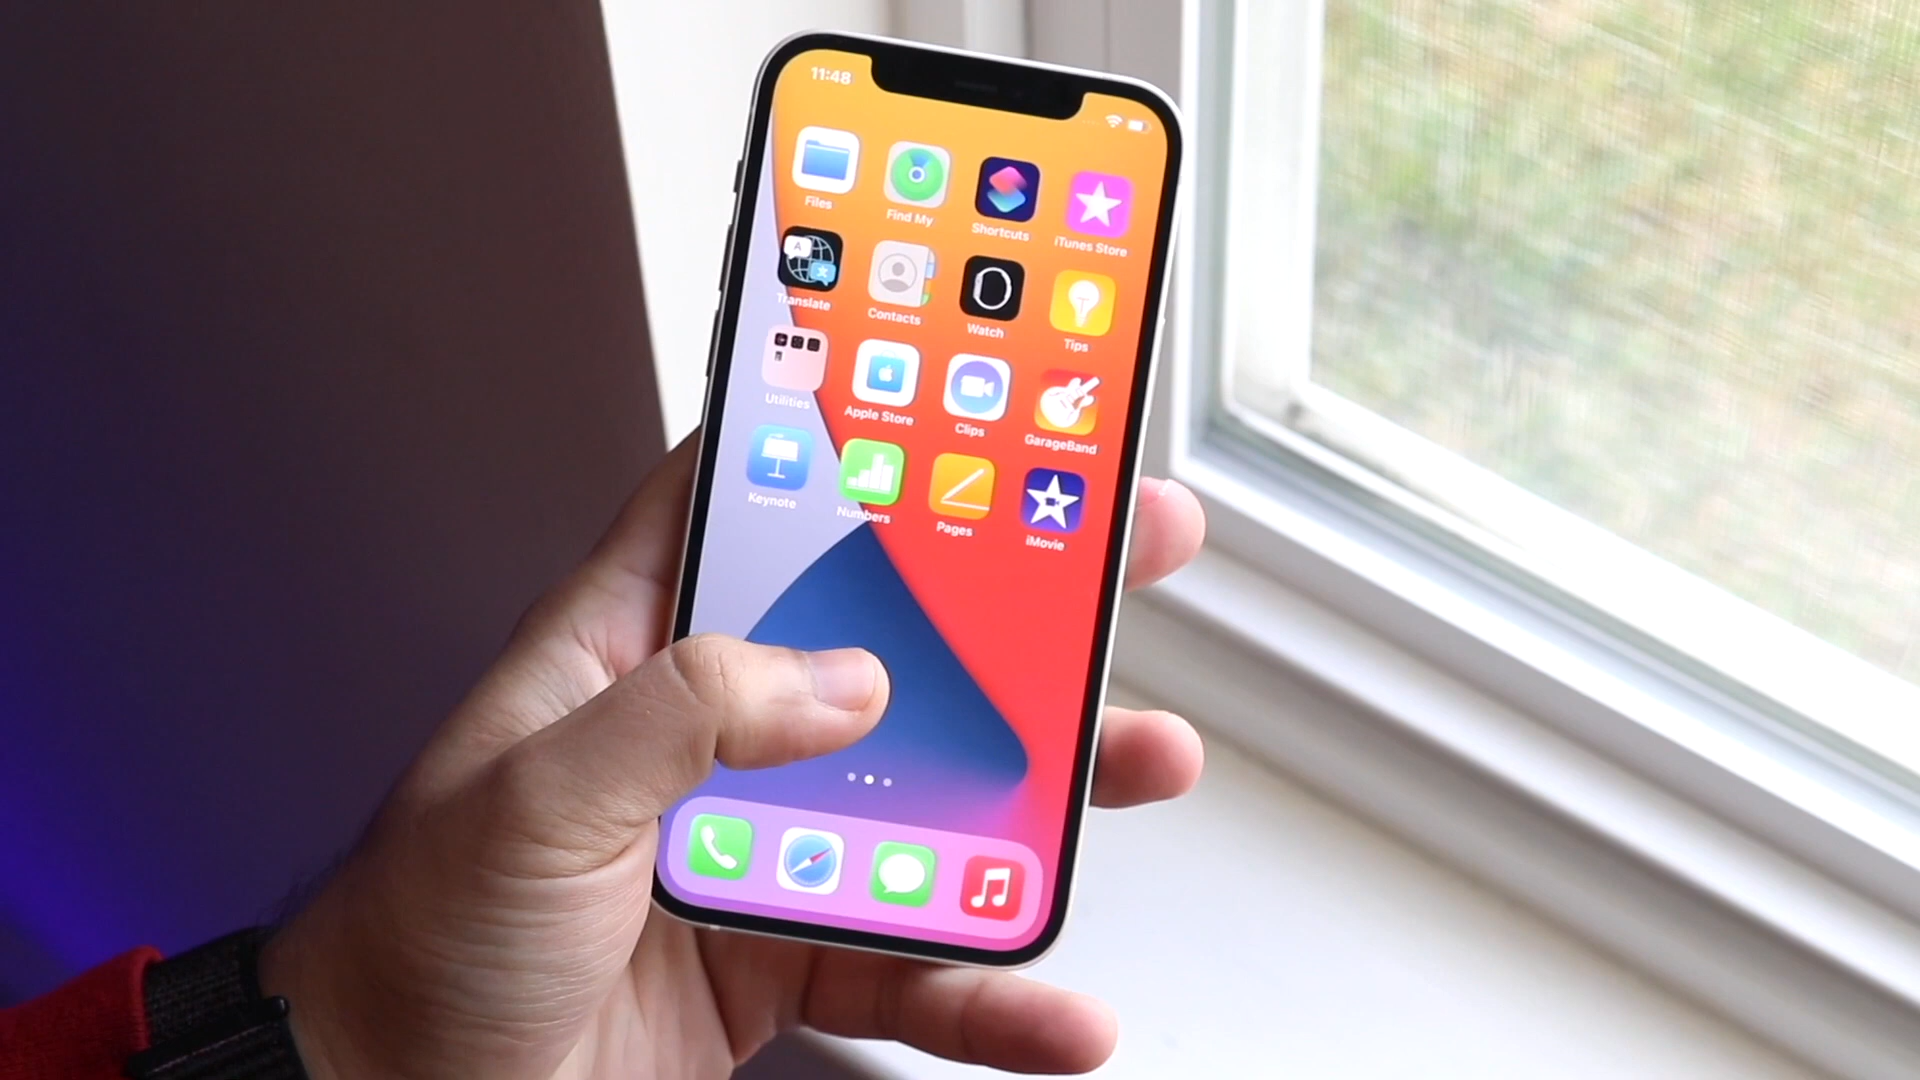 11:48
Files
Find My
Shortcuts
iTunes Store
A
文
Translate
Contacts
Watch
Tips
Utilities
Apple Store
Clips
GarageBand
Keynote
Numbers
Pages
iMovie